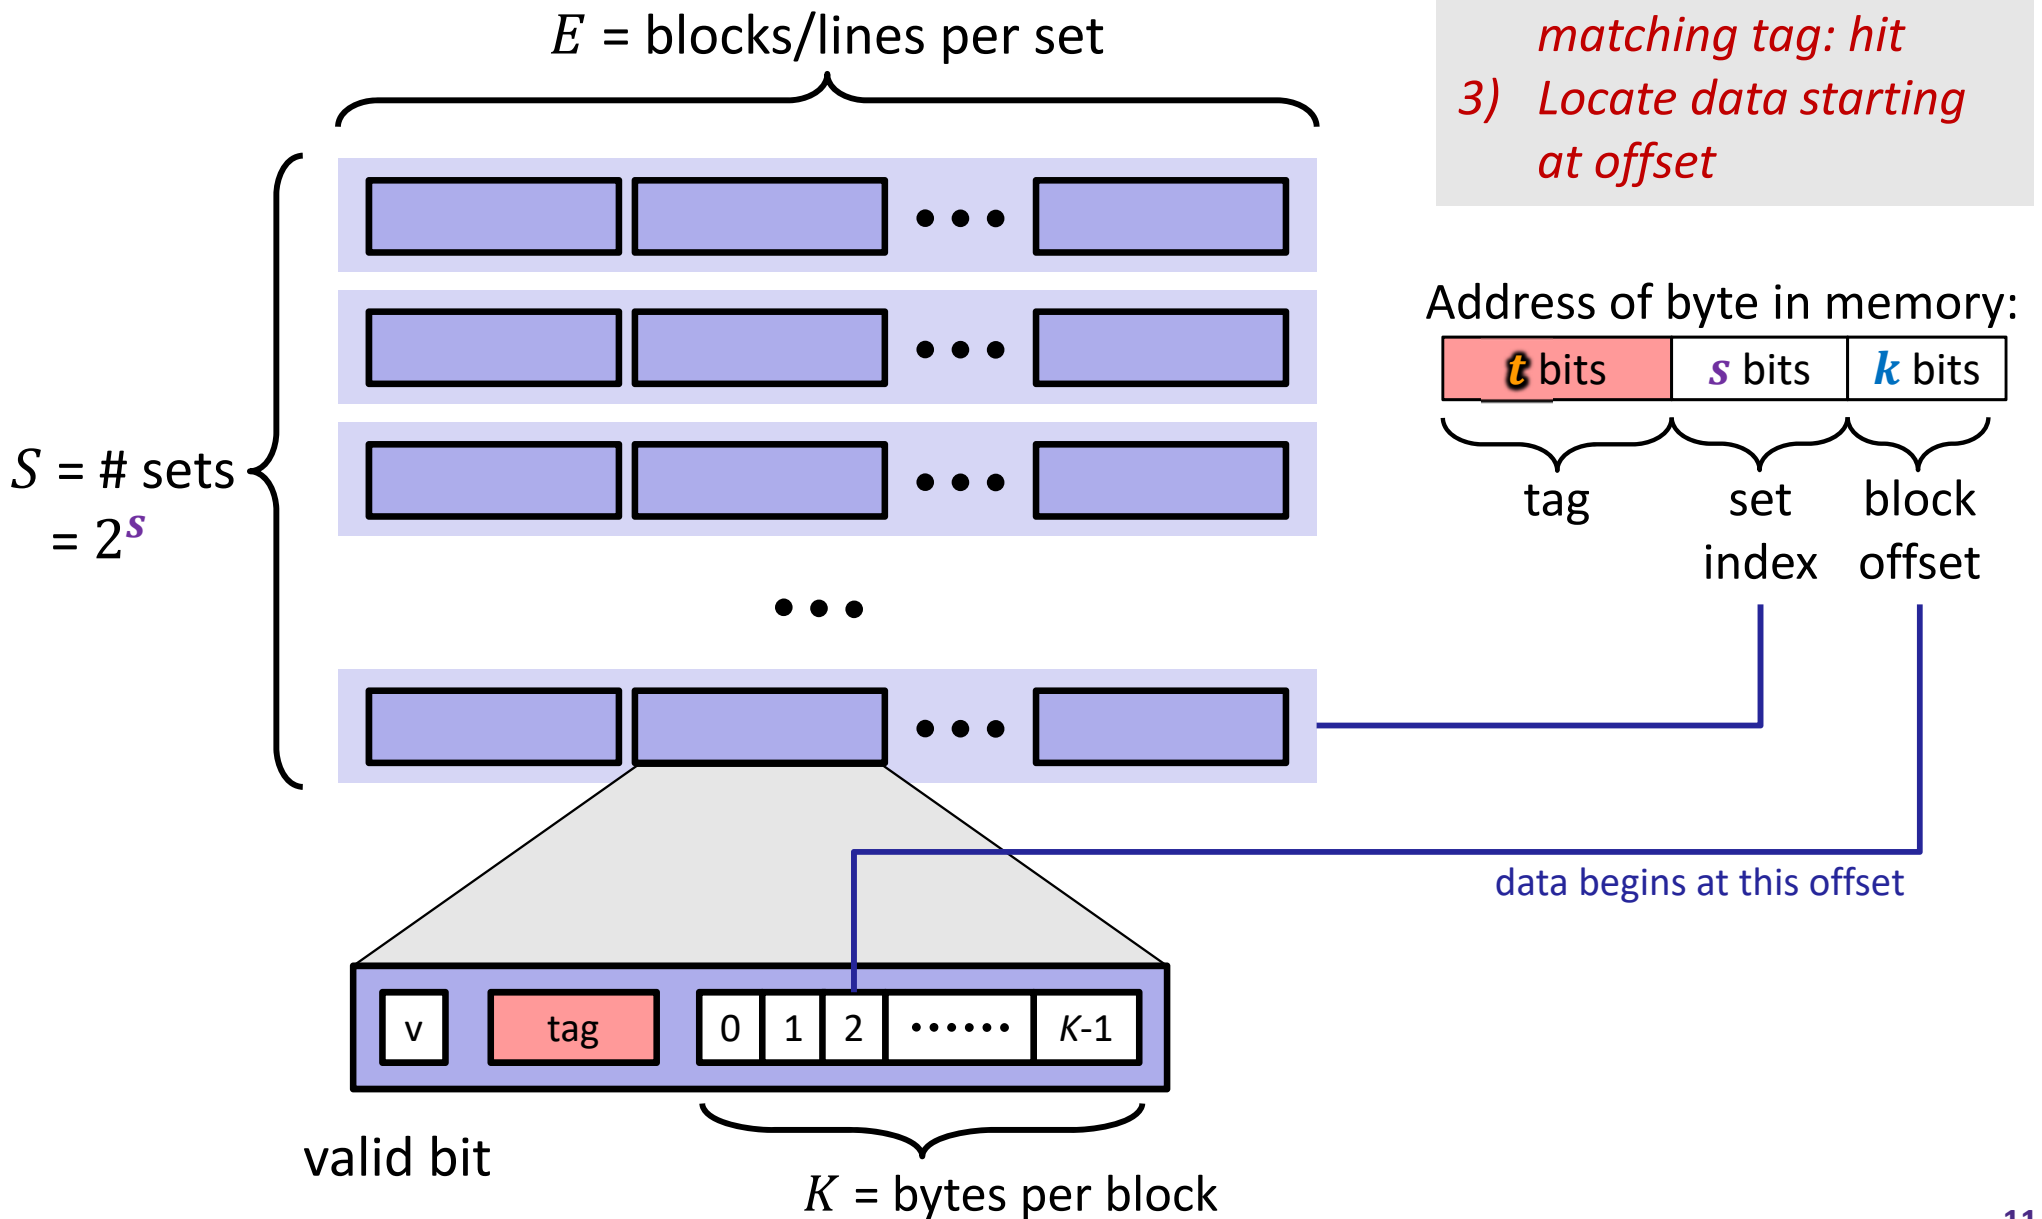 E = blocks/lines per set
matching tag: hit
3) Locate data starting
at offset
Address of byte in memory:
t bits s bits k bits
tag set block
index offset
S = # sets
= 2^s
data begins at this offset
v tag 0 1 2 •••••• K-1
valid bit
K = bytes per block
11